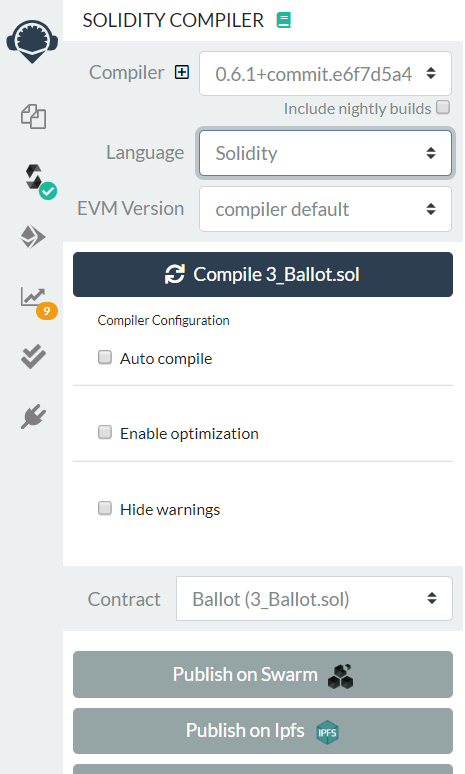 SOLIDITY COMPILER
Compiler 0.6.1+commit.e6f7d5a4
Include nightly builds
Language Solidity
EVM Version compiler default
Compile 3_Ballot.sol
Compiler Configuration
Auto compile
9
Enable optimization
Hide warnings
Contract Ballot (3_Ballot.sol)
Publish on Swarm
Publish on Ipfs IPFS